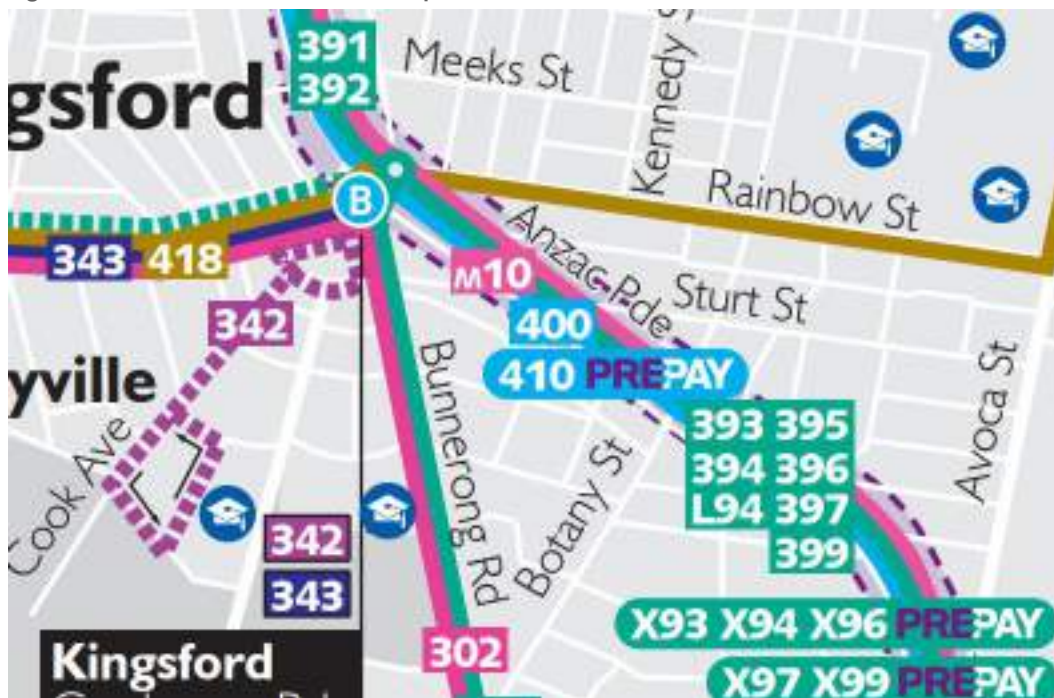 391
392
Meeks St
Kennedy
gsford
Rainbow St
B
Anzac Pde
343 418
M10
Sturt St
342
400
410 PREPAY
Bunnerong Rd
yville
Avoca St
393 395
394 396
L94 397
399
Cook Ave
Botany St
342
343
X93 X94 X96 PREPAY
Kingsford
302
X97 X99 PREPAY